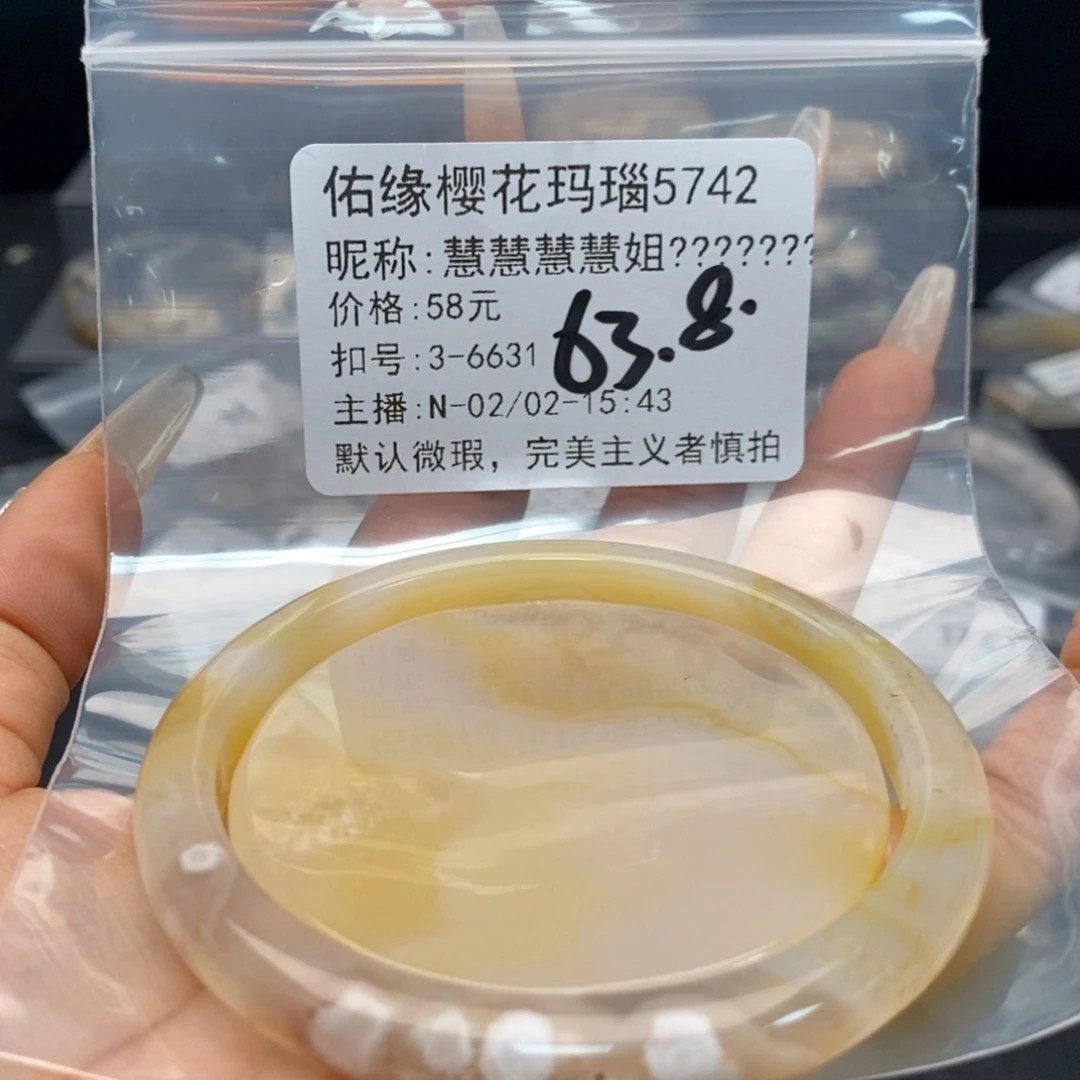 佑缘樱花玛瑙5742
昵称:慧慧慧慧姐???????
价格:58元
扣号:3-6631
63.8.
主播:N-02/02-15:43
默认微瑕，完美主义者慎拍